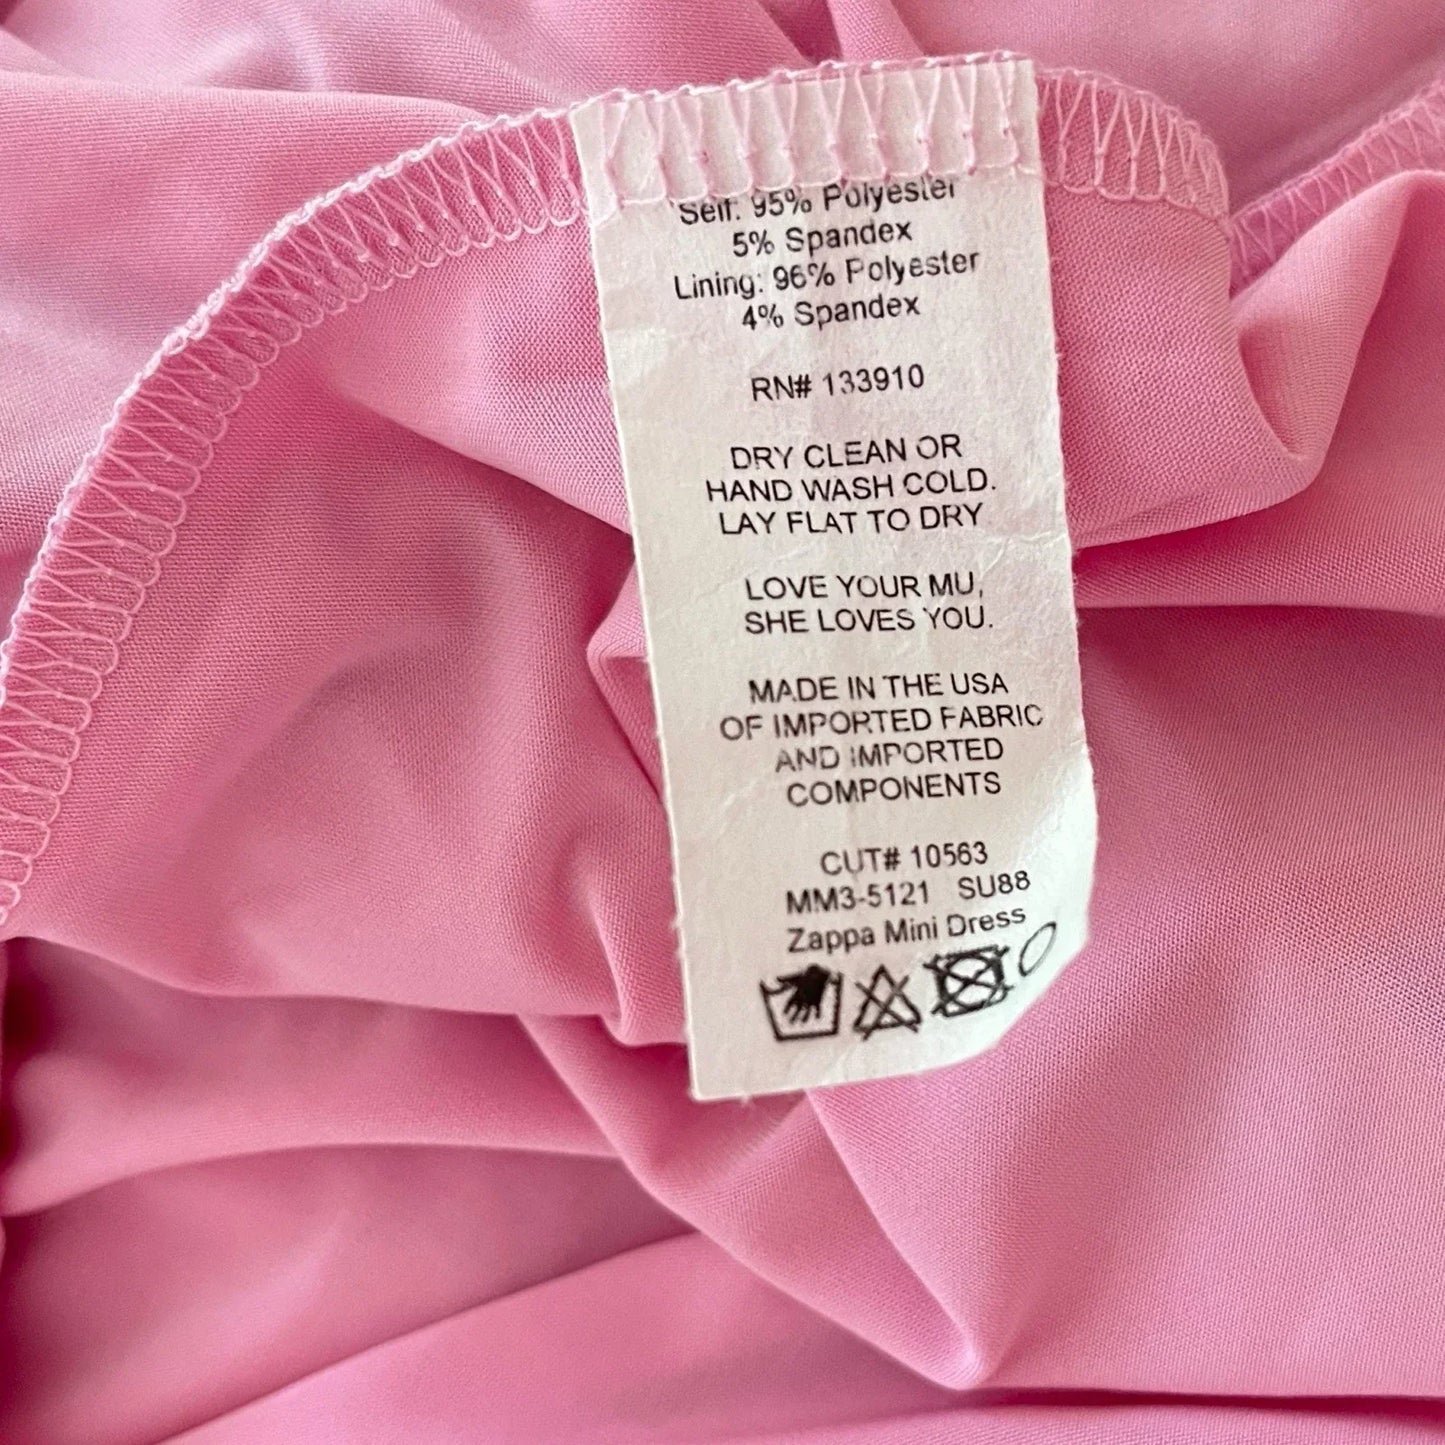 Self: 95% Polyester
5% Spandex
Lining: 96% Polyester
4% Spandex
RN# 133910
DRY CLEAN OR
HAND WASH COLD.
LAY FLAT TO DRY
LOVE YOUR MU,
SHE LOVES YOU.
MADE IN THE USA
OF IMPORTED FABRIC
AND IMPORTED
COMPONENTS
CUT# 10563
MM3-5121 SU88
Zappa Mini Dress